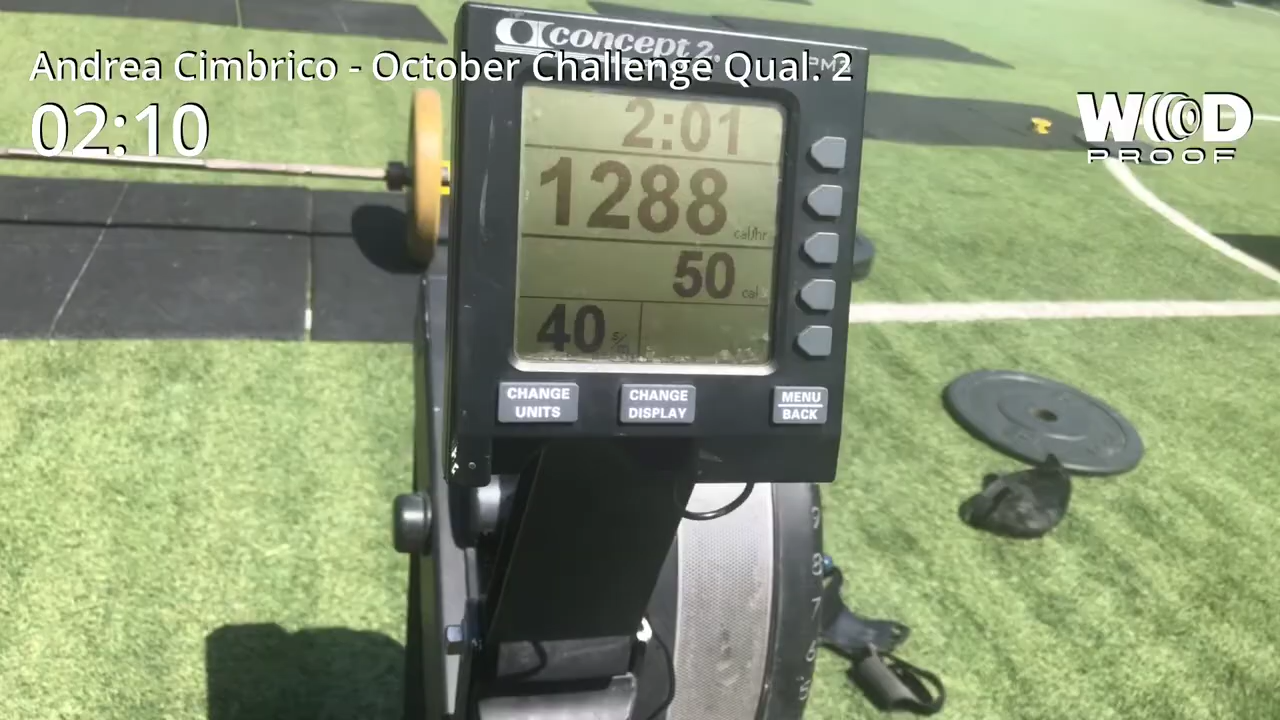 Andrea Cimbrico - October Challenge Qual. 2
02:10
WOD
PROOF
concept 2.
2:01
1288
cal/hr
50
cal
40
s/m
CHANGE
UNITS
CHANGE
DISPLAY
MENU
BACK